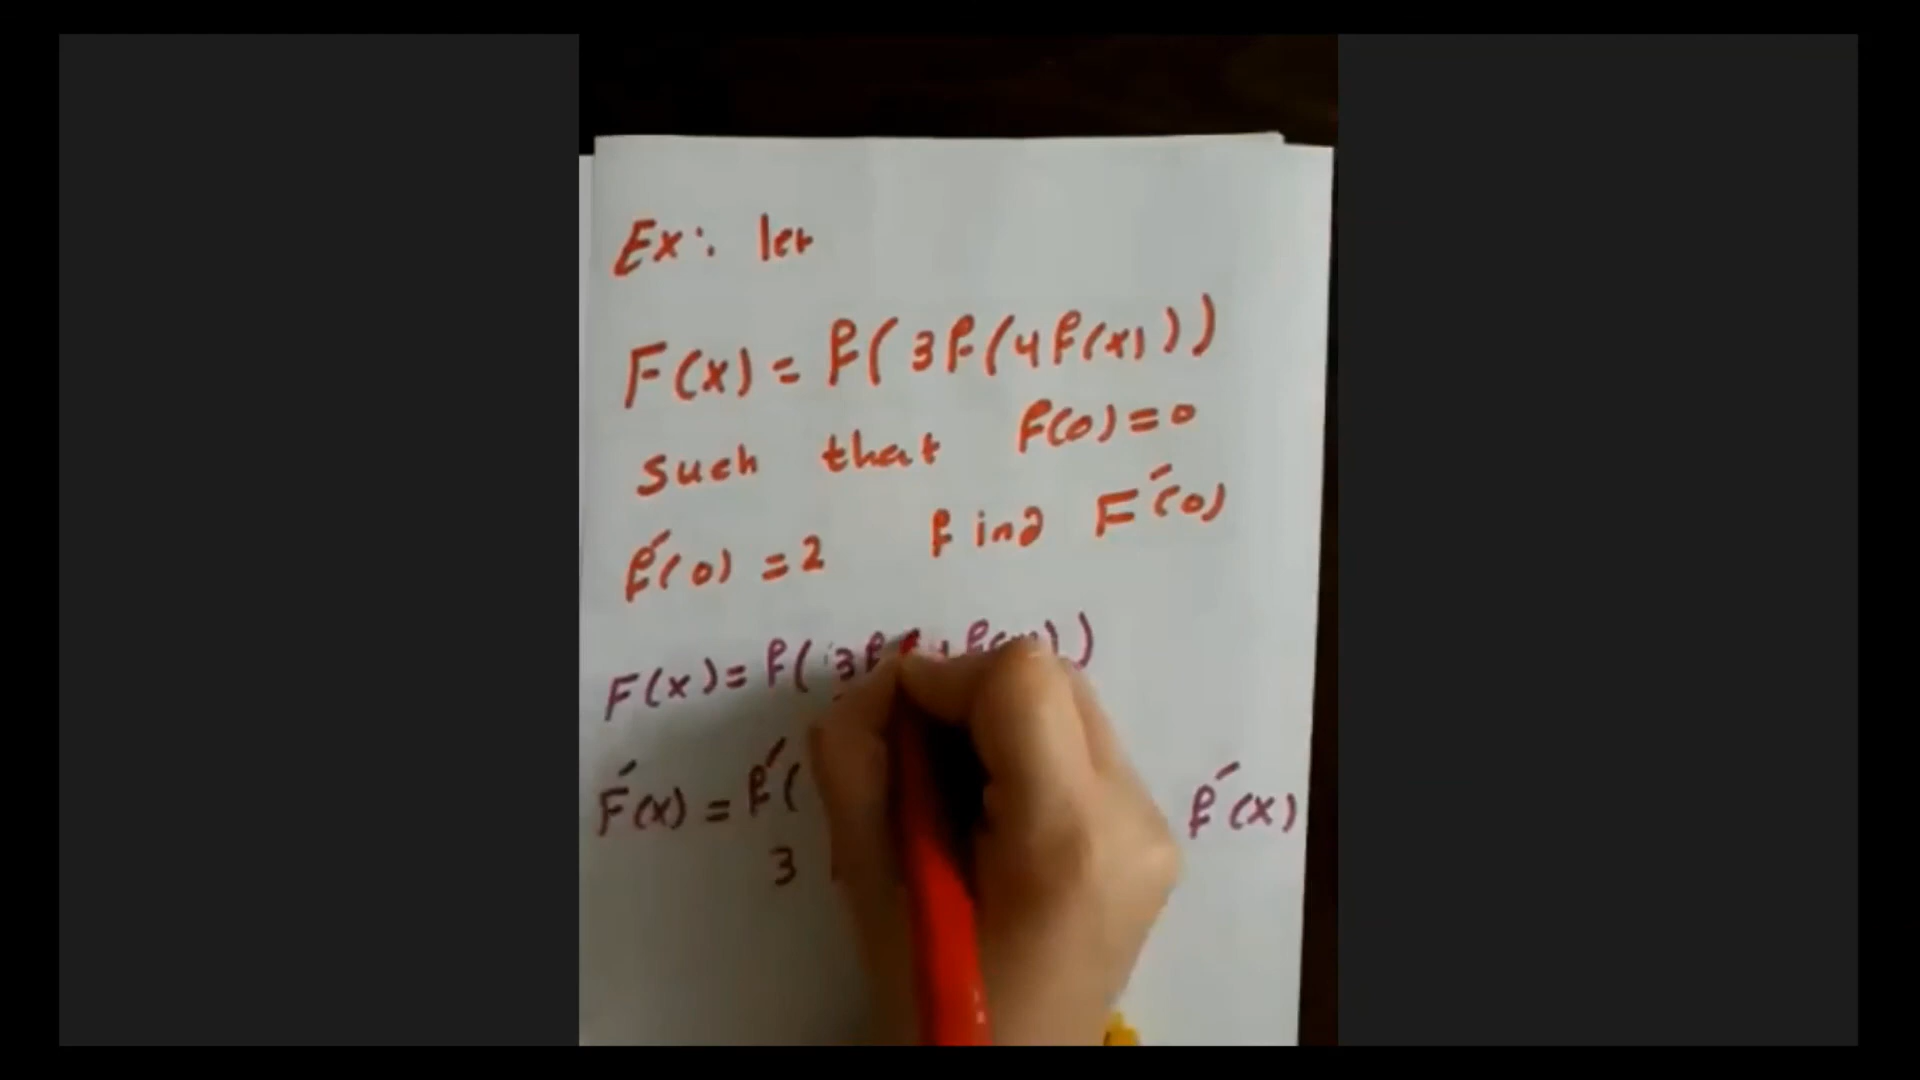 Ex: let
F(x) = f(3f(4f(x)))
such that f(0)=0
f'(0) = 2 find F'(0)
F(x) = f(3f
F'(x) = f'( f'(x)
3